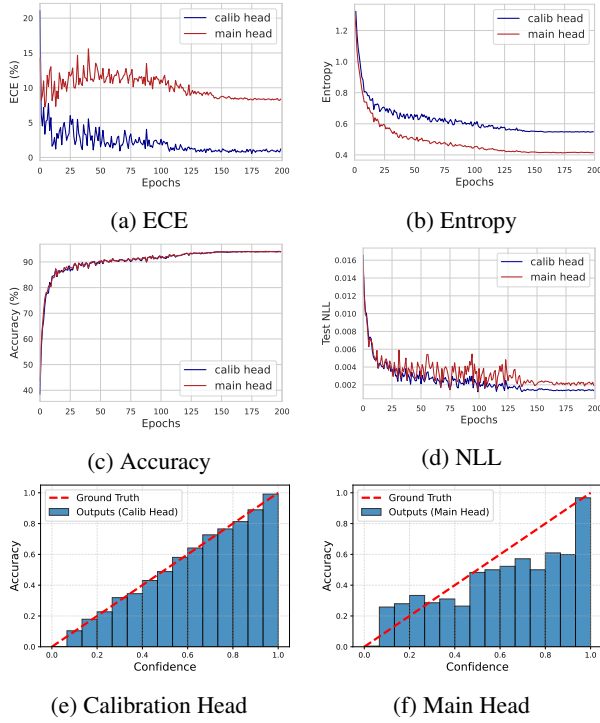 ECE (%)
20
15
10
5
0
calib head
main head
0 25 50 75 100 125 150 175 200
Epochs
(a) ECE
Entropy
1.2
1.0
0.8
0.6
0.4
calib head
main head
0 25 50 75 100 125 150 175 200
Epochs
(b) Entropy
Accuracy (%)
90
80
70
60
50
40
calib head
main head
0 25 50 75 100 125 150 175 200
Epochs
(c) Accuracy
Test NLL
0.016
0.014
0.012
0.010
0.008
0.006
0.004
0.002
calib head
main head
0 25 50 75 100 125 150 175 200
Epochs
(d) NLL
Accuracy
1.0
0.8
0.6
0.4
0.2
0.0
Ground Truth
Outputs (Calib Head)
0.0 0.2 0.4 0.6 0.8 1.0
Confidence
(e) Calibration Head
Accuracy
1.0
0.8
0.6
0.4
0.2
0.0
Ground Truth
Outputs (Main Head)
0.0 0.2 0.4 0.6 0.8 1.0
Confidence
(f) Main Head